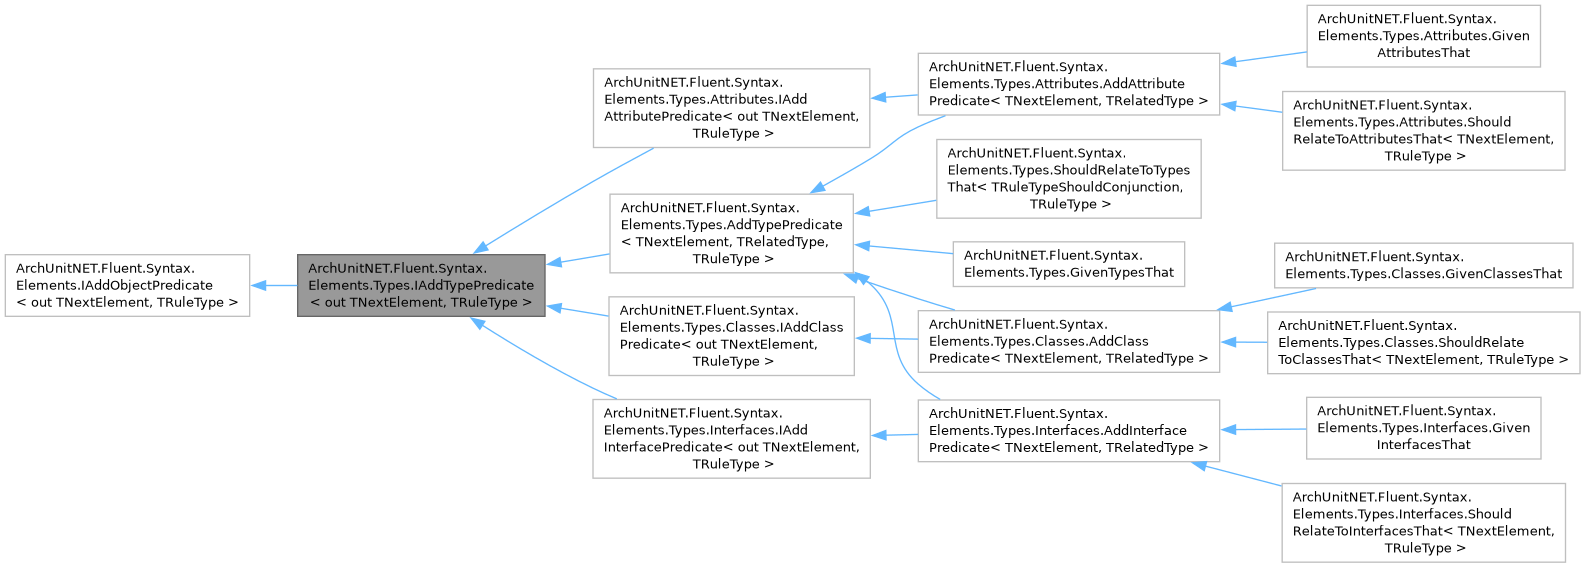 ArchUnitNET.Fluent.Syntax.
Elements.IAddObjectPredicate
< out TNextElement, TRuleType >
ArchUnitNET.Fluent.Syntax.
Elements.Types.IAddTypePredicate
< out TNextElement, TRuleType >
ArchUnitNET.Fluent.Syntax.
Elements.Types.Attributes.IAdd
AttributePredicate< out TNextElement,
TRuleType >
ArchUnitNET.Fluent.Syntax.
Elements.Types.AddTypePredicate
< TNextElement, TRelatedType,
TRuleType >
ArchUnitNET.Fluent.Syntax.
Elements.Types.Classes.IAddClass
Predicate< out TNextElement,
TRuleType >
ArchUnitNET.Fluent.Syntax.
Elements.Types.Interfaces.IAdd
InterfacePredicate< out TNextElement,
TRuleType >
ArchUnitNET.Fluent.Syntax.
Elements.Types.Attributes.AddAttribute
Predicate< TNextElement, TRelatedType >
ArchUnitNET.Fluent.Syntax.
Elements.Types.ShouldRelateToTypes
That< TRuleTypeShouldConjunction,
TRuleType >
ArchUnitNET.Fluent.Syntax.
Elements.Types.GivenTypesThat
ArchUnitNET.Fluent.Syntax.
Elements.Types.Classes.AddClass
Predicate< TNextElement, TRelatedType >
ArchUnitNET.Fluent.Syntax.
Elements.Types.Interfaces.AddInterface
Predicate< TNextElement, TRelatedType >
ArchUnitNET.Fluent.Syntax.
Elements.Types.Attributes.Given
AttributesThat
ArchUnitNET.Fluent.Syntax.
Elements.Types.Attributes.Should
RelateToAttributesThat< TNextElement,
TRuleType >
ArchUnitNET.Fluent.Syntax.
Elements.Types.Classes.GivenClassesThat
ArchUnitNET.Fluent.Syntax.
Elements.Types.Classes.ShouldRelate
ToClassesThat< TNextElement, TRuleType >
ArchUnitNET.Fluent.Syntax.
Elements.Types.Interfaces.Given
InterfacesThat
ArchUnitNET.Fluent.Syntax.
Elements.Types.Interfaces.Should
RelateToInterfacesThat< TNextElement,
TRuleType >